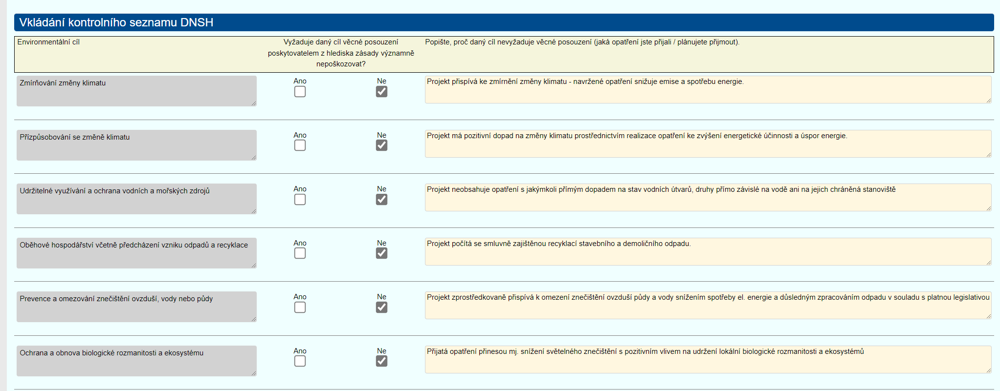 Vkládání kontrolního seznamu DNSH
Environmentální cíl
Vyžaduje daný cíl věcné posouzení
poskytovatelem z hlediska zásady významně
nepoškozovat?
Popište, proč daný cíl nevyžaduje věcné posouzení (jaká opatření jste přijali / plánujete přijmout).
Zmírňování změny klimatu
Ano
Ne
Projekt přispívá ke zmírnění změny klimatu - navržené opatření snižuje emise a spotřebu energie.
Přízpůsobování se změně klimatu
Ano
Ne
Projekt má pozitivní dopad na změny klimatu prostřednictvím realizace opatření ke zvýšení energetické účinnosti a úspor energie.
Udržitelné využívání a ochrana vodních a mořských zdrojů
Ano
Ne
Projekt neobsahuje opatření s jakýmkoli přímým dopadem na stav vodních útvarů, druhy přímo závislé na vodě ani na jejich chráněná stanoviště
Oběhové hospodářství včetně předcházení vzniku odpadů a recyklace
Ano
Ne
Projekt počítá se smluvně zajištěnou recyklací stavebního a demoličního odpadu.
Prevence a omezování znečištění ovzduší, vody nebo půdy
Ano
Ne
Projekt zprostředkovaně přispívá k omezení znečištění ovzduší půdy a vody snížením spotřeby el. energie a důsledným zpracováním odpadu v souladu s platnou legislativou
Ochrana a obnova biologické rozmanitosti a ekosystému
Ano
Ne
Přijatá opatření přinesou mj. snížení světelného znečištění s pozitivním vlivem na udržení lokální biologické rozmanitosti a ekosystémů